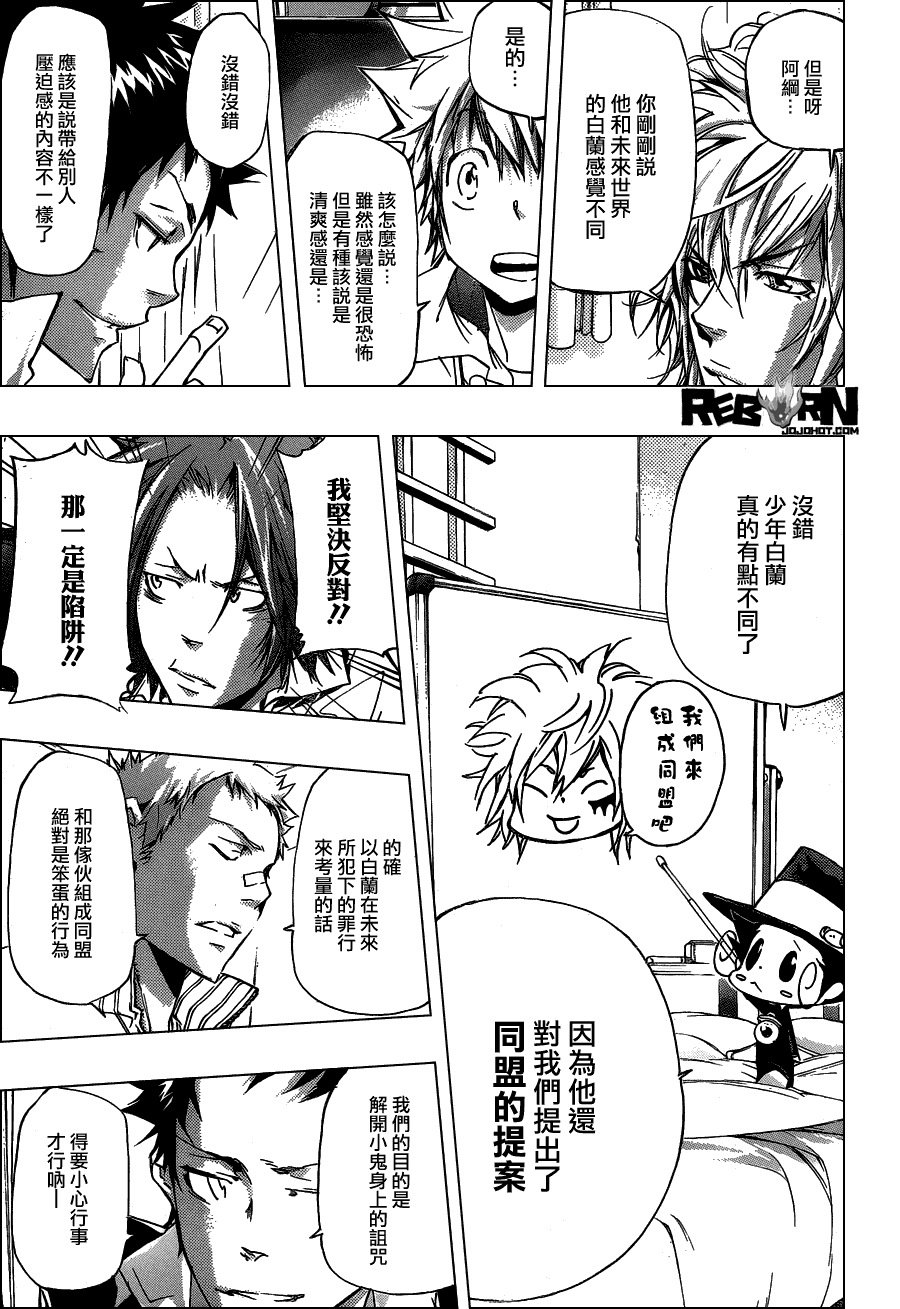 但是呀
阿綱…
你剛剛說
他和未來世界
的白蘭感覺不同
是的…
該怎麼說…
雖然感覺還是很恐怖
但是有種該說是
清爽感還是…
沒錯沒錯
應該是說帶給別人
壓迫感的內容不一樣了
REBORN
JOJOHOT.COM
沒錯
少年白蘭
真的有點不同了
我們來
組成同盟吧
因為他還
對我們提出了
同盟的提案
我堅決反對!!
那一定是陷阱!!
的確
以白蘭在未來
所犯下的罪行
來考量的話
和那傢伙組成同盟
絕對是笨蛋的行為
我們的目的是
解開小鬼身上的詛咒
得要小心行事
才行吶—